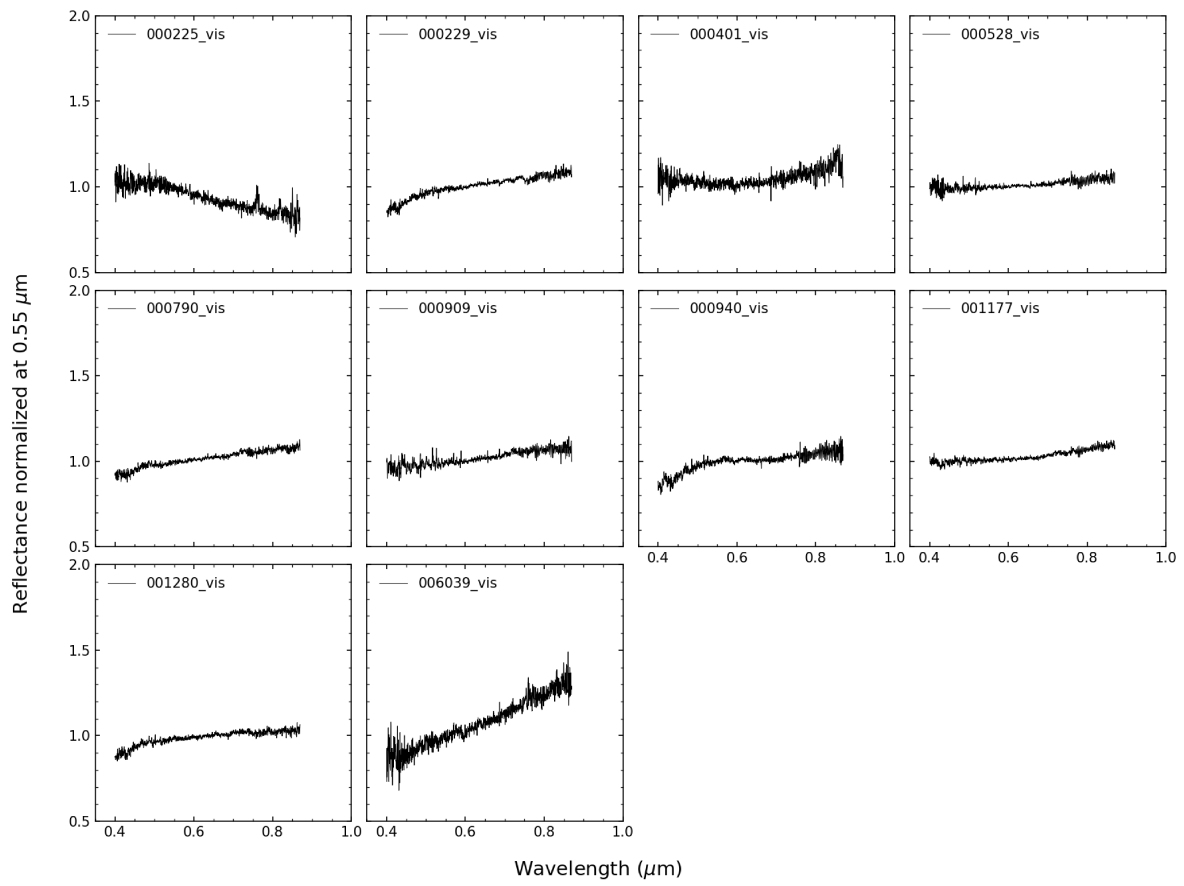 2.0
1.5
1.0
0.5
000225_vis
000229_vis
000401_vis
000528_vis
2.0
1.5
1.0
0.5
000790_vis
000909_vis
000940_vis
001177_vis
0.4 0.6 0.8 1.0
0.4 0.6 0.8 1.0
2.0
1.5
1.0
0.5
001280_vis
006039_vis
0.4 0.6 0.8 1.0
0.4 0.6 0.8 1.0
Reflectance normalized at 0.55 μm
Wavelength (μm)